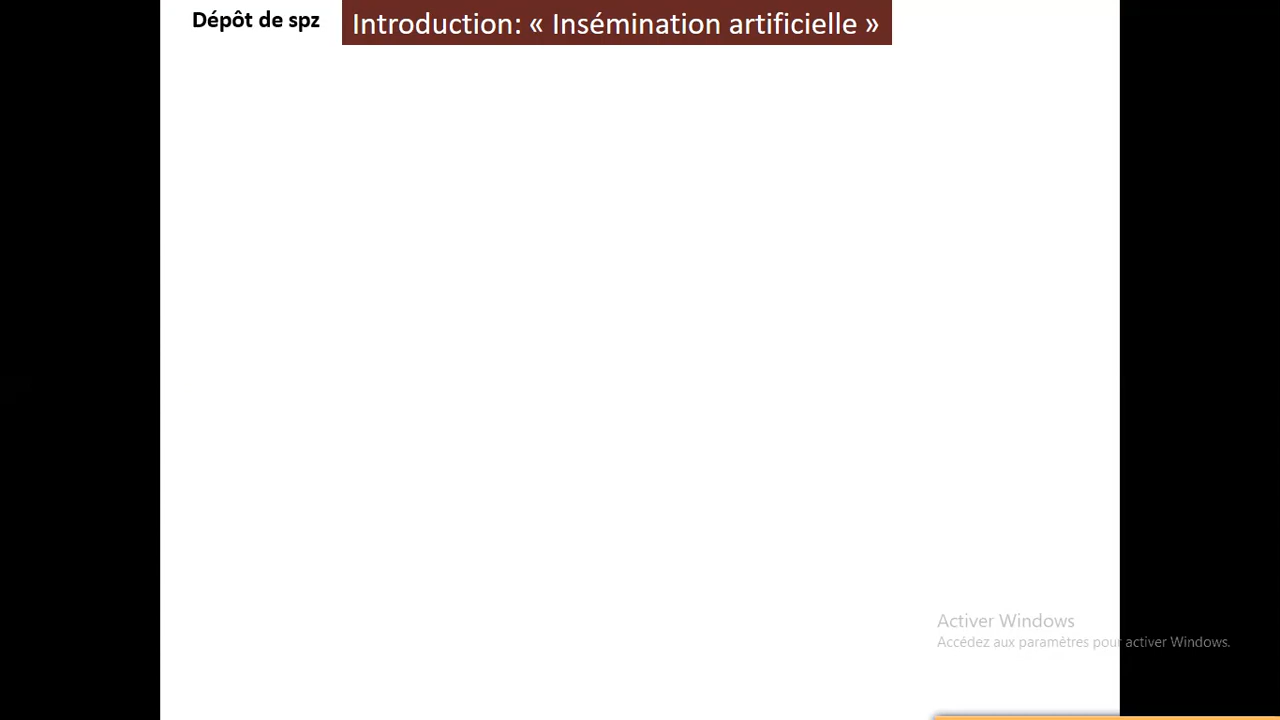 Dépôt de spz
Introduction: « Insémination artificielle »
Activer Windows
Accédez aux paramètres pour activer Windows.